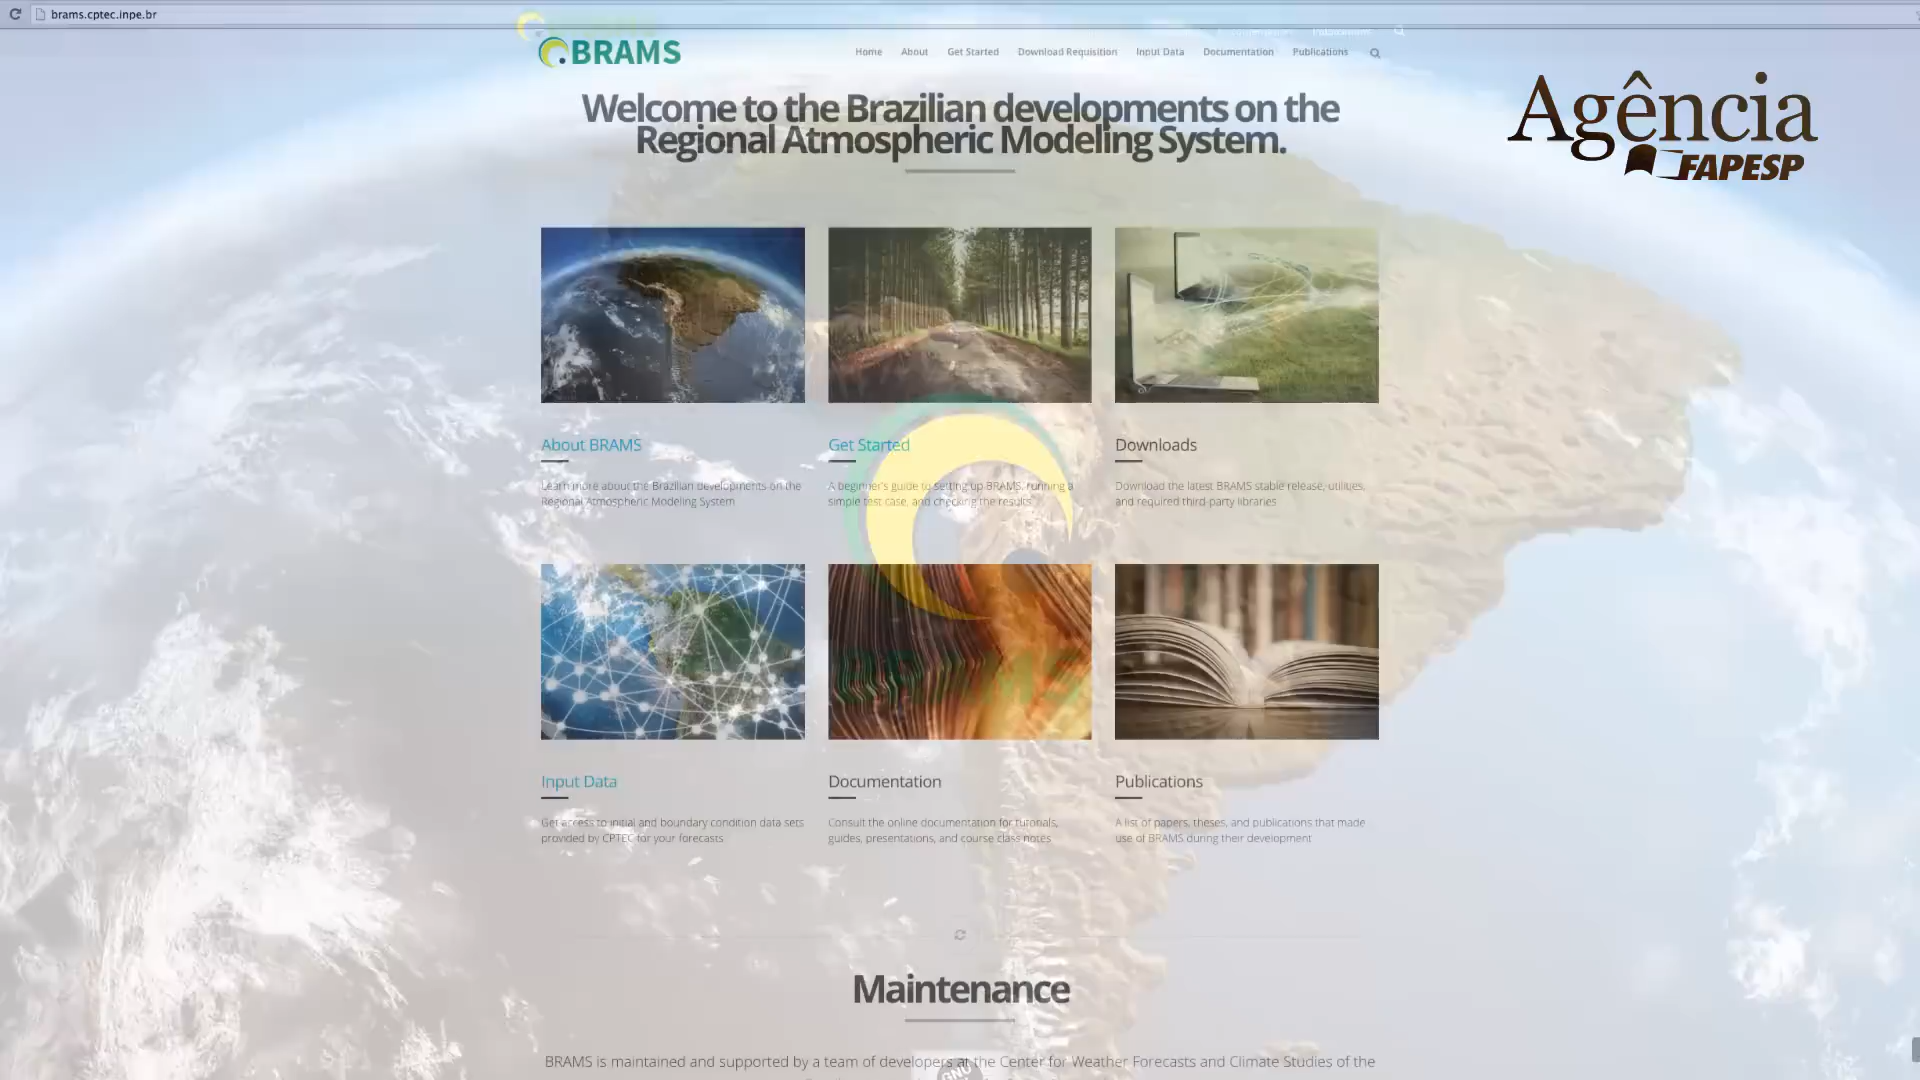 brams.cptec.inpe.br
BRAMS
Home About Get Started Download Requisition Input Data Documentation Publications
Agência
FAPESP
Welcome to the Brazilian developments on the
Regional Atmospheric Modeling System.
About BRAMS
Learn more about the Brazilian developments on the
Regional Atmospheric Modeling System
Get Started
A beginner's guide to setting up BRAMS, running a
simple test case, and checking the results
Downloads
Download the latest BRAMS stable release, utilities,
and required third-party libraries
BRAMS
Input Data
Get access to initial and boundary condition data sets
provided by CPTEC for your forecasts
Documentation
Consult the online documentation for tutorials,
guides, presentations, and course class notes
Publications
A list of papers, theses, and publications that made
use of BRAMS during their development
Maintenance
BRAMS is maintained and supported by a team of developers at the Center for Weather Forecasts and Climate Studies of the
GNU